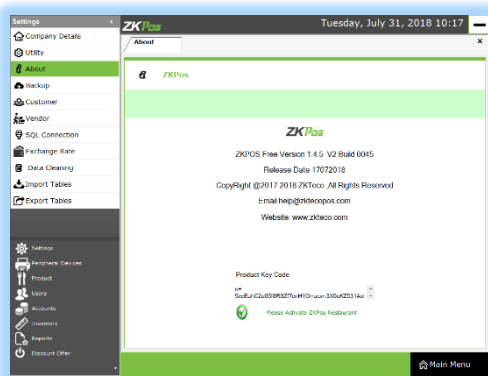 Settings
Company Details
Utility
About
Backup
Customer
Vendor
SQL Connection
Exchange Rate
Data Cleaning
Import Tables
Export Tables
Settings
Peripheral Devices
Product
Users
Accounts
Inventory
Reports
Discount Offer
ZKPos
Tuesday, July 31, 2018 10:17
About
x
ZKPos
ZKPos
ZKPOS Free Version 1.4.5 V2 Build 0045
Release Date 17072018
CopyRight @2017 2018 ZKTeco ,All Rights Reserved
Email help@zktecopos.com
Website: www.zkteco.com
Product Key Code
Please Activate ZKPos Restaurant
Main Menu